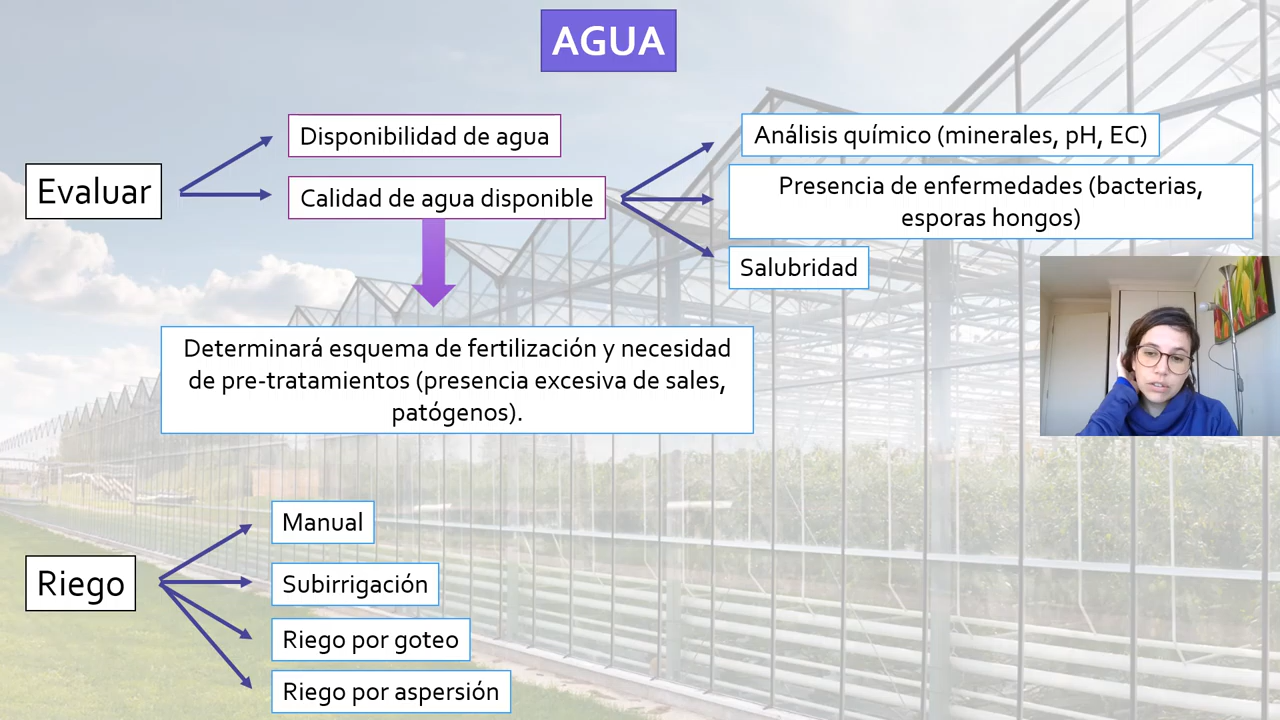 AGUA
Evaluar
Disponibilidad de agua
Calidad de agua disponible
Análisis químico (minerales, pH, EC)
Presencia de enfermedades (bacterias,
esporas hongos)
Salubridad
Determinará esquema de fertilización y necesidad
de pre-tratamientos (presencia excesiva de sales,
patógenos).
Riego
Manual
Subirrigación
Riego por goteo
Riego por aspersión